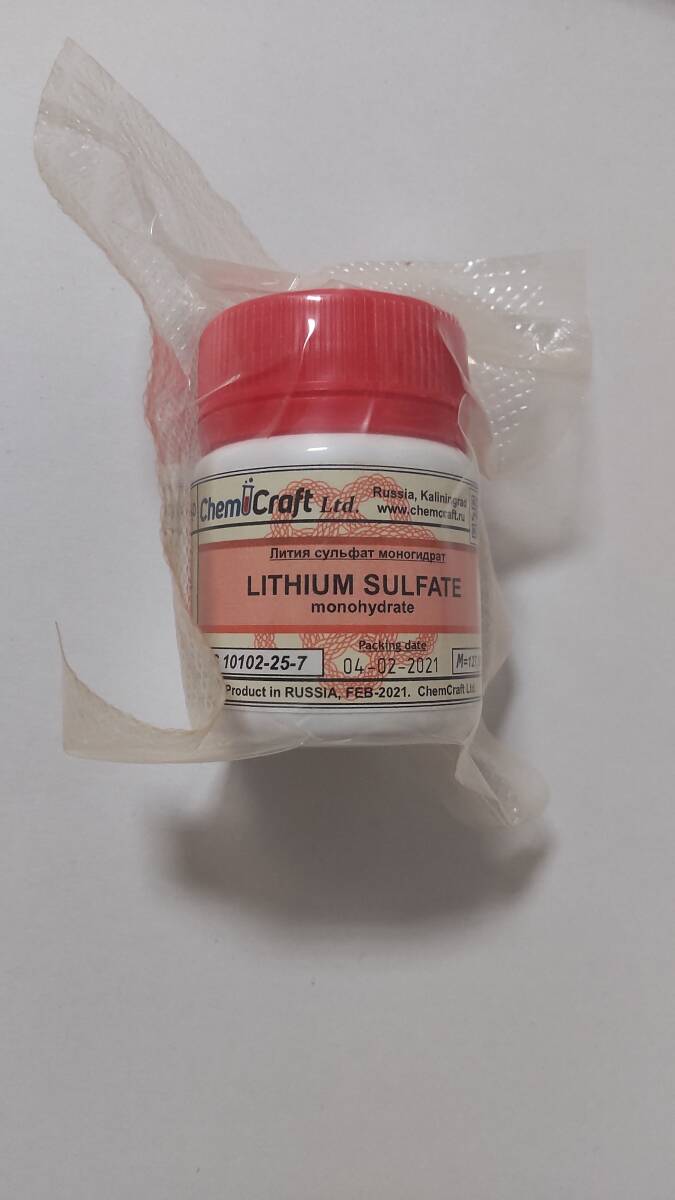 ChemCraft Ltd.
Russia, Kaliningrad
www.chemcraft.ru
Лития сульфат моногидрат
LITHIUM SULFATE
monohydrate
10102-25-7
Packing date
04-02-2021
Product in RUSSIA, FEB-2021. ChemCraft Ltd.